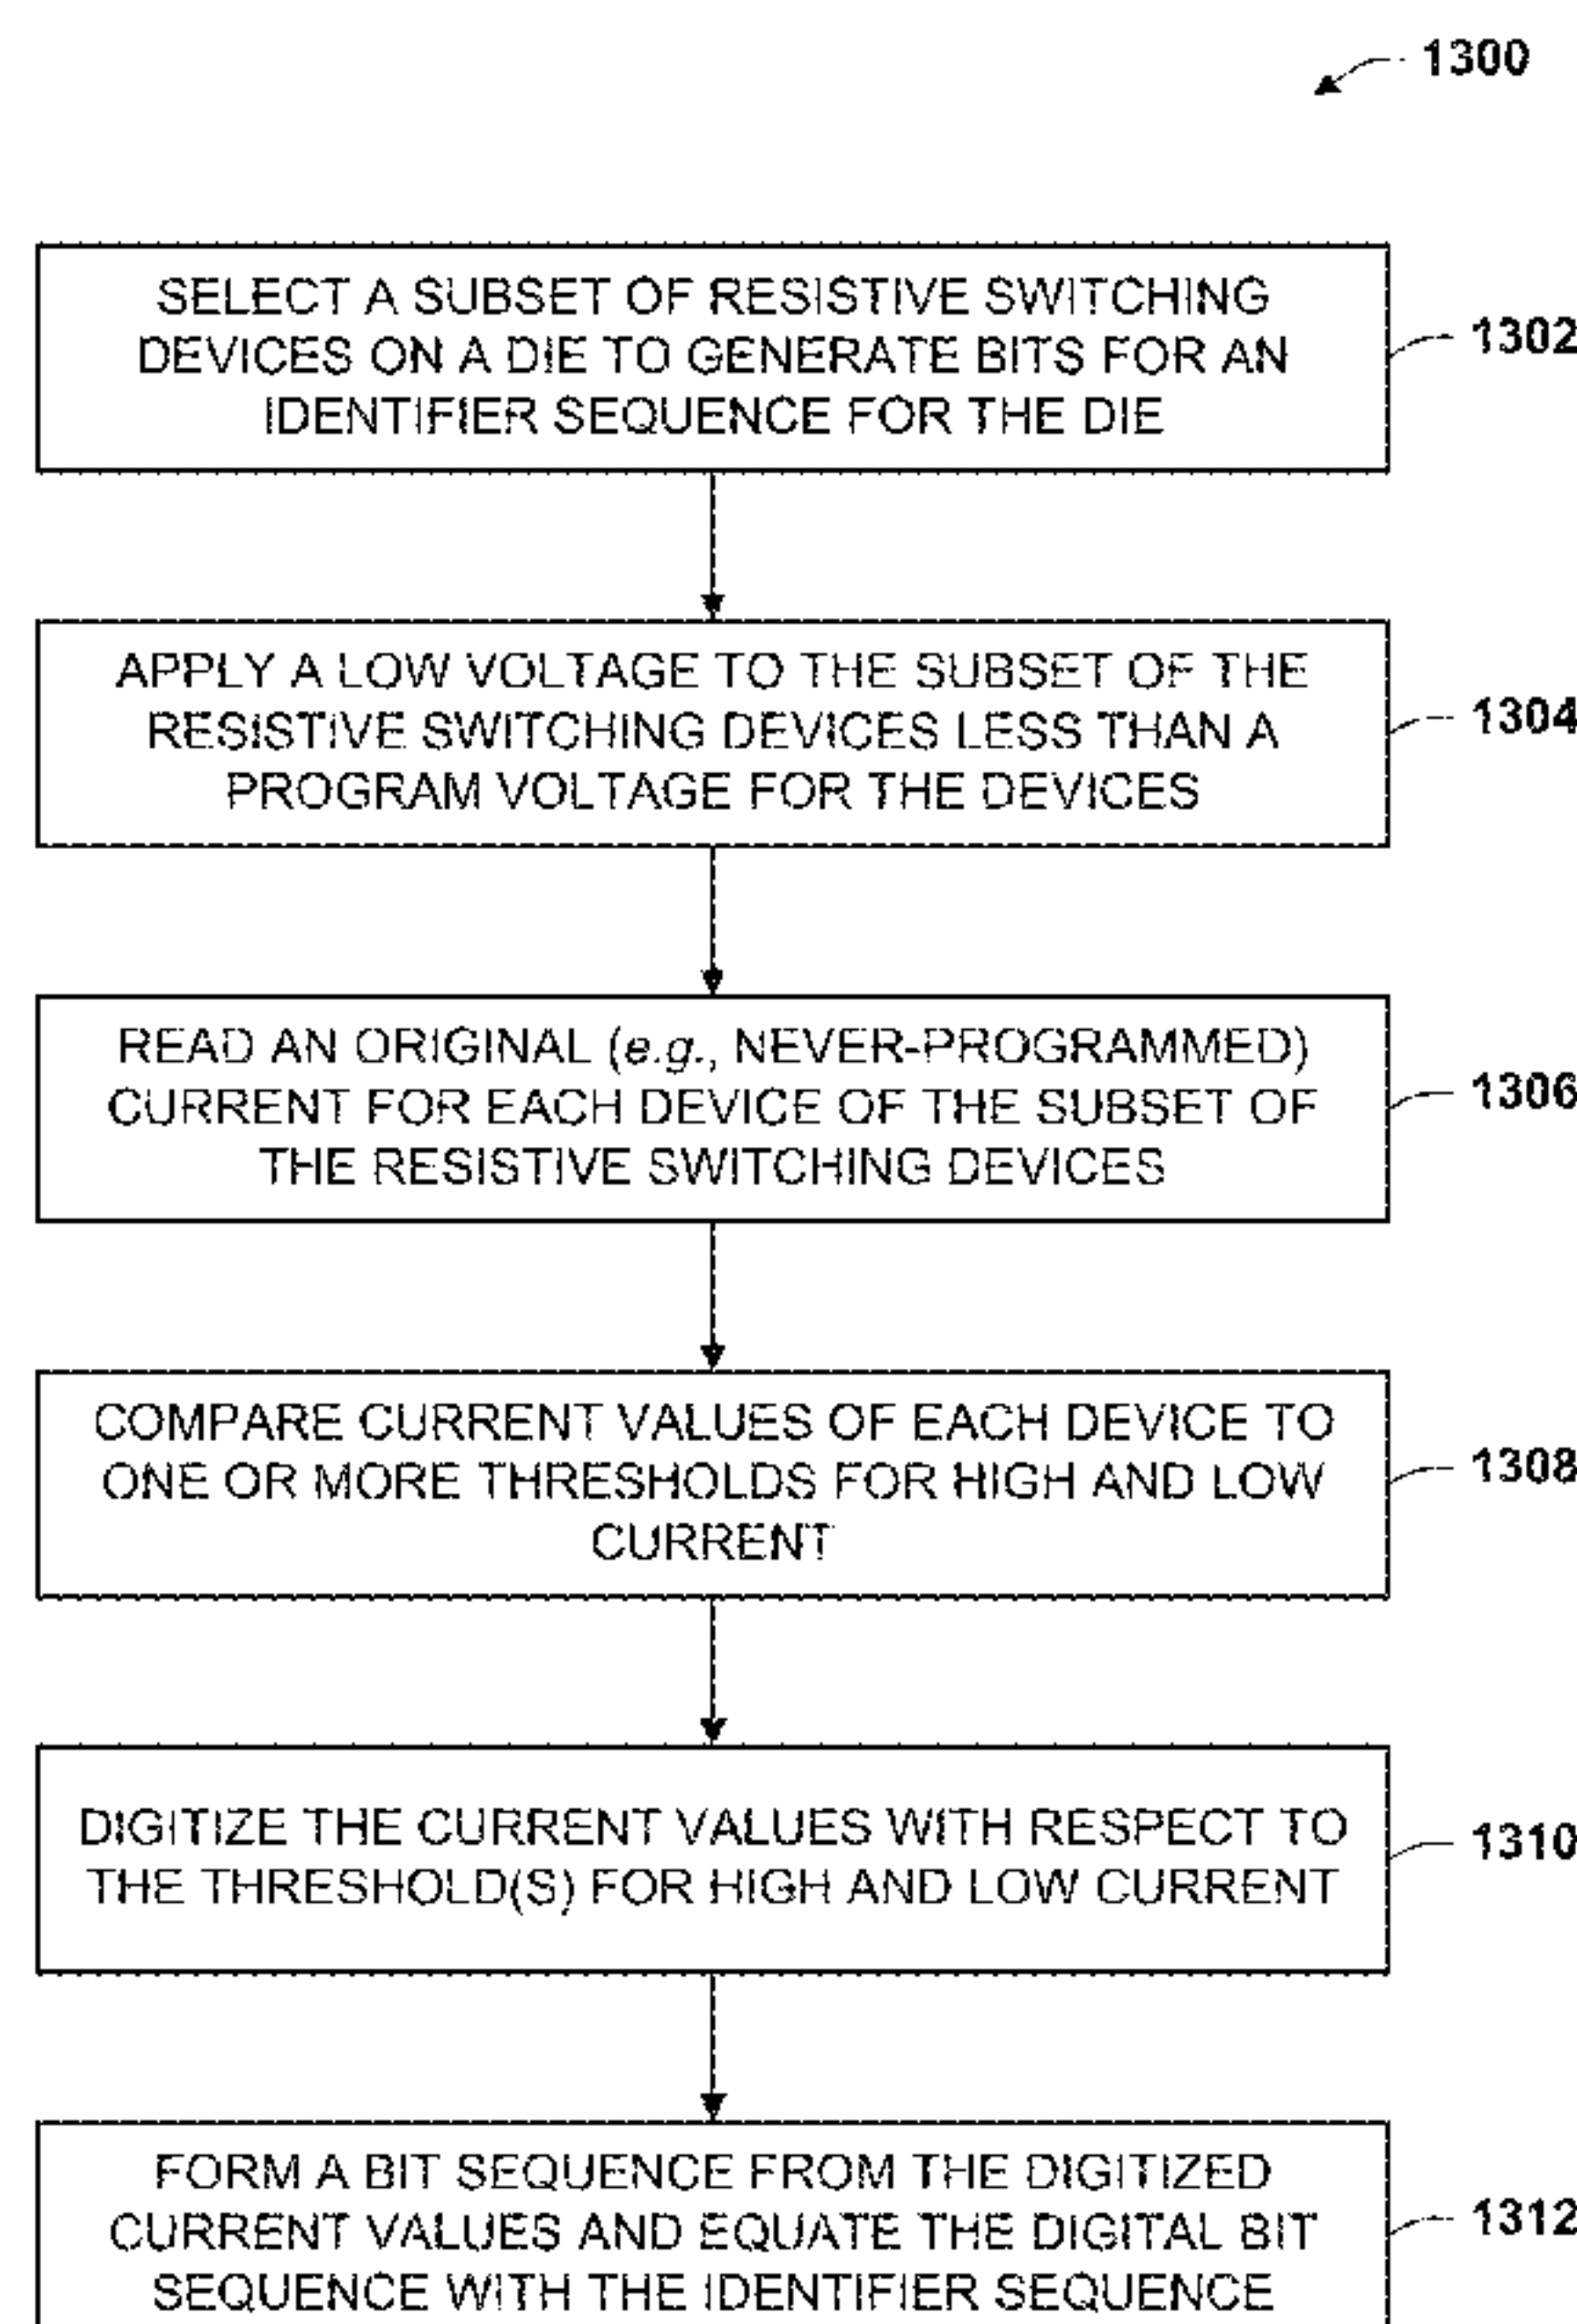 1300
SELECT A SUBSET OF RESISTIVE SWITCHING
DEVICES ON A DIE TO GENERATE BITS FOR AN
IDENTIFIER SEQUENCE FOR THE DIE
1302
APPLY A LOW VOLTAGE TO THE SUBSET OF THE
RESISTIVE SWITCHING DEVICES LESS THAN A
PROGRAM VOLTAGE FOR THE DEVICES
1304
READ AN ORIGINAL (e.g., NEVER-PROGRAMMED)
CURRENT FOR EACH DEVICE OF THE SUBSET OF
THE RESISTIVE SWITCHING DEVICES
1306
COMPARE CURRENT VALUES OF EACH DEVICE TO
ONE OR MORE THRESHOLDS FOR HIGH AND LOW
CURRENT
1308
DIGITIZE THE CURRENT VALUES WITH RESPECT TO
THE THRESHOLD(S) FOR HIGH AND LOW CURRENT
1310
FORM A BIT SEQUENCE FROM THE DIGITIZED
CURRENT VALUES AND EQUATE THE DIGITAL BIT
SEQUENCE WITH THE IDENTIFIER SEQUENCE
1312